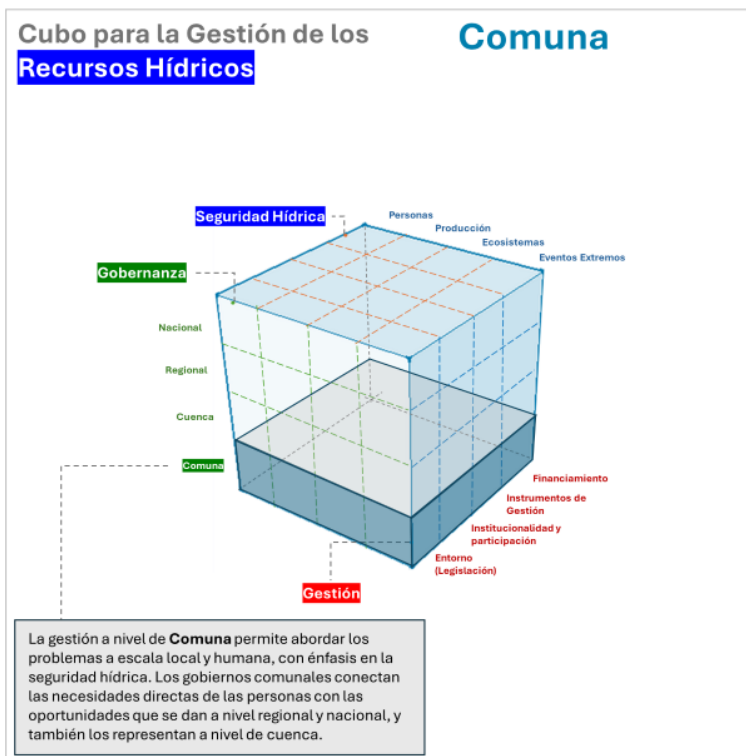 Cubo para la Gestión de los
Recursos Hídricos
Comuna
Seguridad Hídrica
Personas
Producción
Ecosistemas
Eventos Extremos
Gobernanza
Nacional
Regional
Cuenca
Comuna
Financiamiento
Instrumentos de
Gestión
Institucionalidad y
participación
Entorno
(Legislación)
Gestión
La gestión a nivel de Comuna permite abordar los
problemas a escala local y humana, con énfasis en la
seguridad hídrica. Los gobiernos comunales conectan
las necesidades directas de las personas con las
oportunidades que se dan a nivel regional y nacional, y
también los representan a nivel de cuenca.